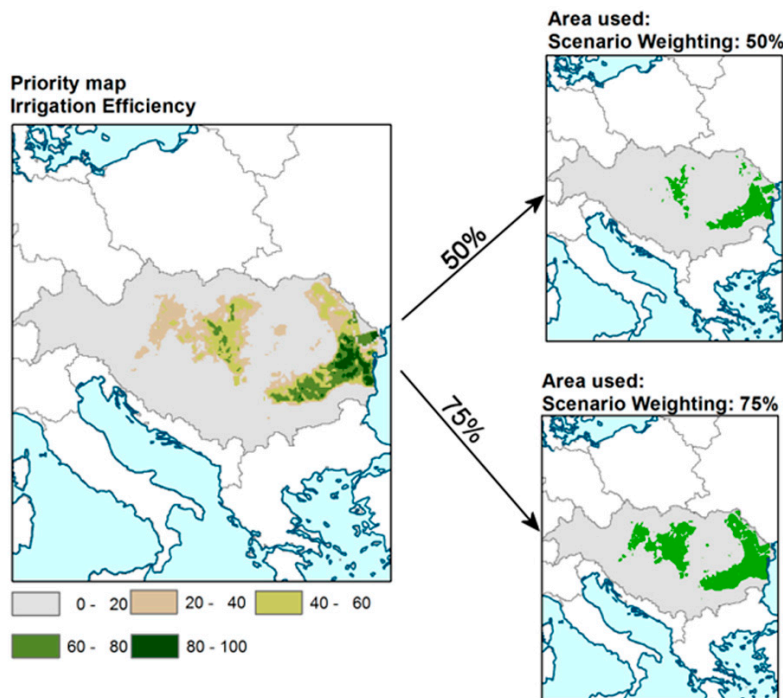 Priority map
Irrigation Efficiency
0 - 20
20 - 40
40 - 60
60 - 80
80 - 100
50%
75%
Area used:
Scenario Weighting: 50%
Area used:
Scenario Weighting: 75%